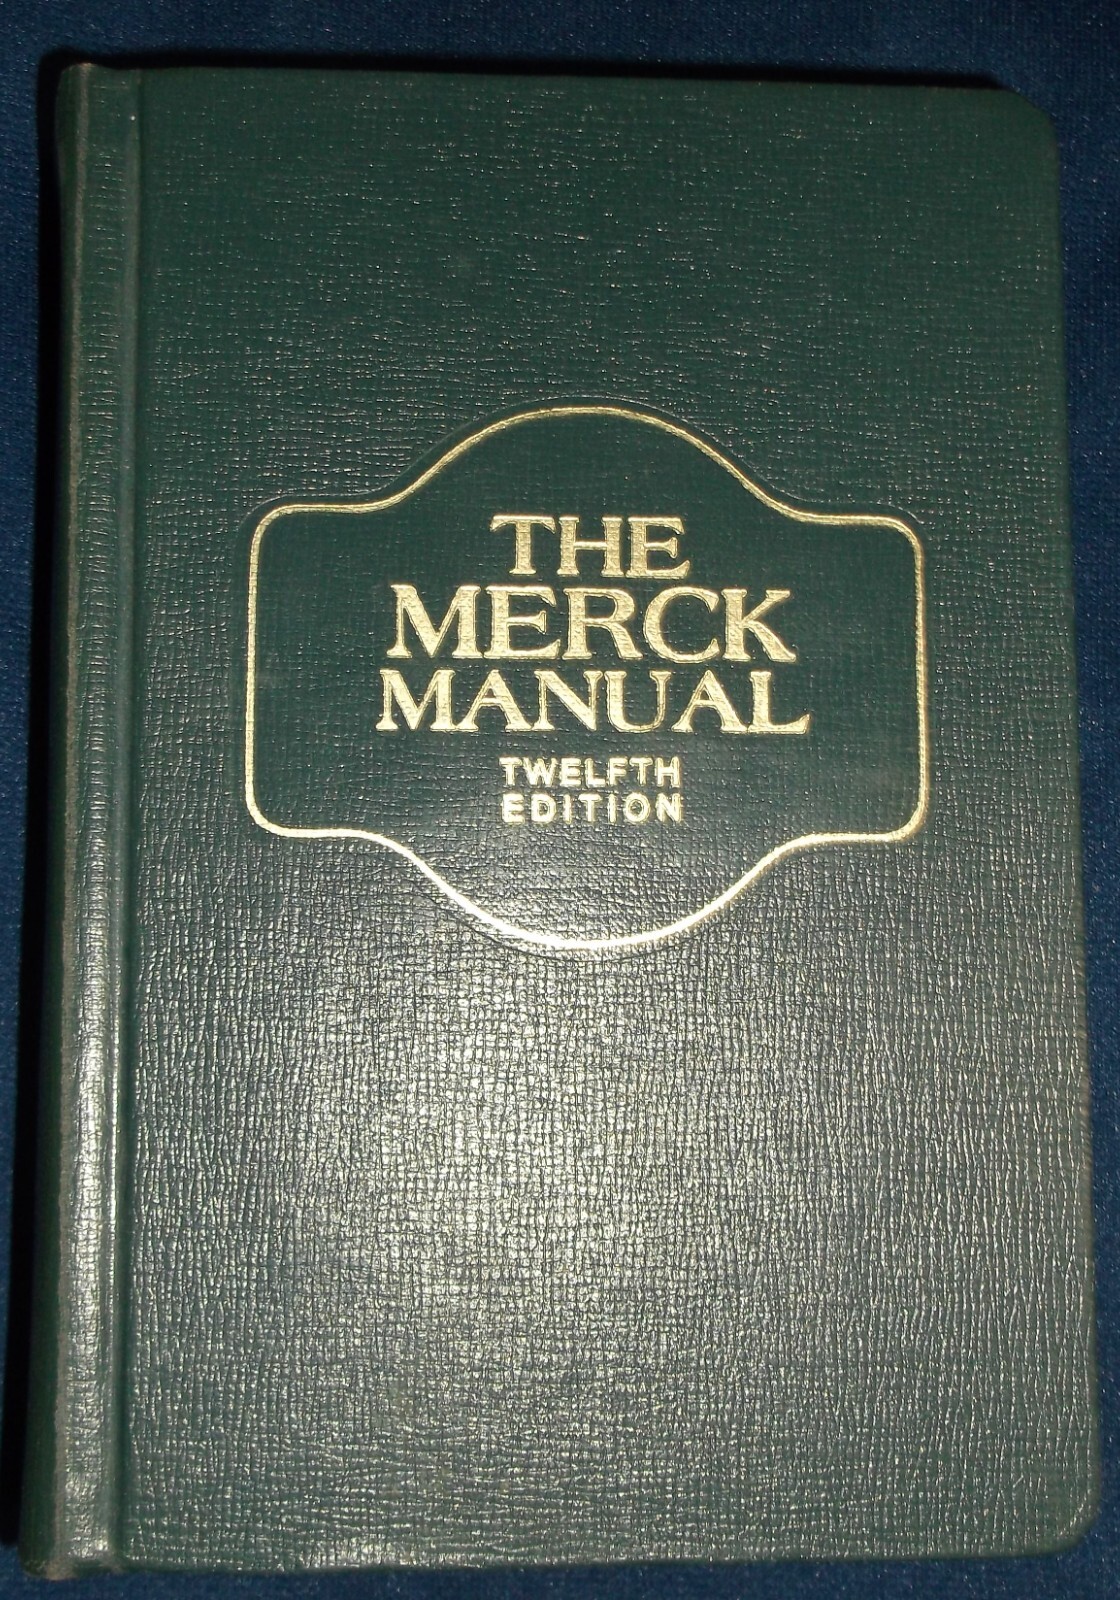 THE
MERCK
MANUAL
TWELFTH
EDITION